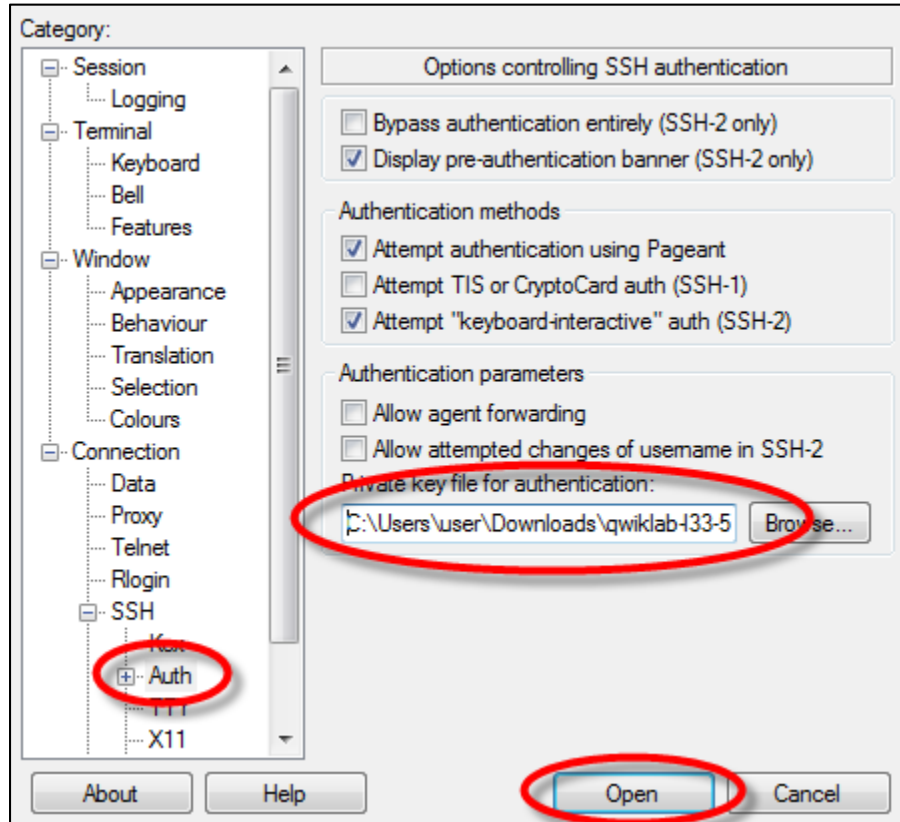 Category:
Session
Logging
Terminal
Keyboard
Bell
Features
Window
Appearance
Behaviour
Translation
Selection
Colours
Connection
Data
Proxy
Telnet
Rlogin
SSH
Kex
Auth
TTY
X11
Options controlling SSH authentication
Bypass authentication entirely (SSH-2 only)
Display pre-authentication banner (SSH-2 only)
Authentication methods
Attempt authentication using Pageant
Attempt TIS or CryptoCard auth (SSH-1)
Attempt "keyboard-interactive" auth (SSH-2)
Authentication parameters
Allow agent forwarding
Allow attempted changes of username in SSH-2
Private key file for authentication:
C:\Users\user\Downloads\qwiklab-l33-5
Browse...
About
Help
Open
Cancel